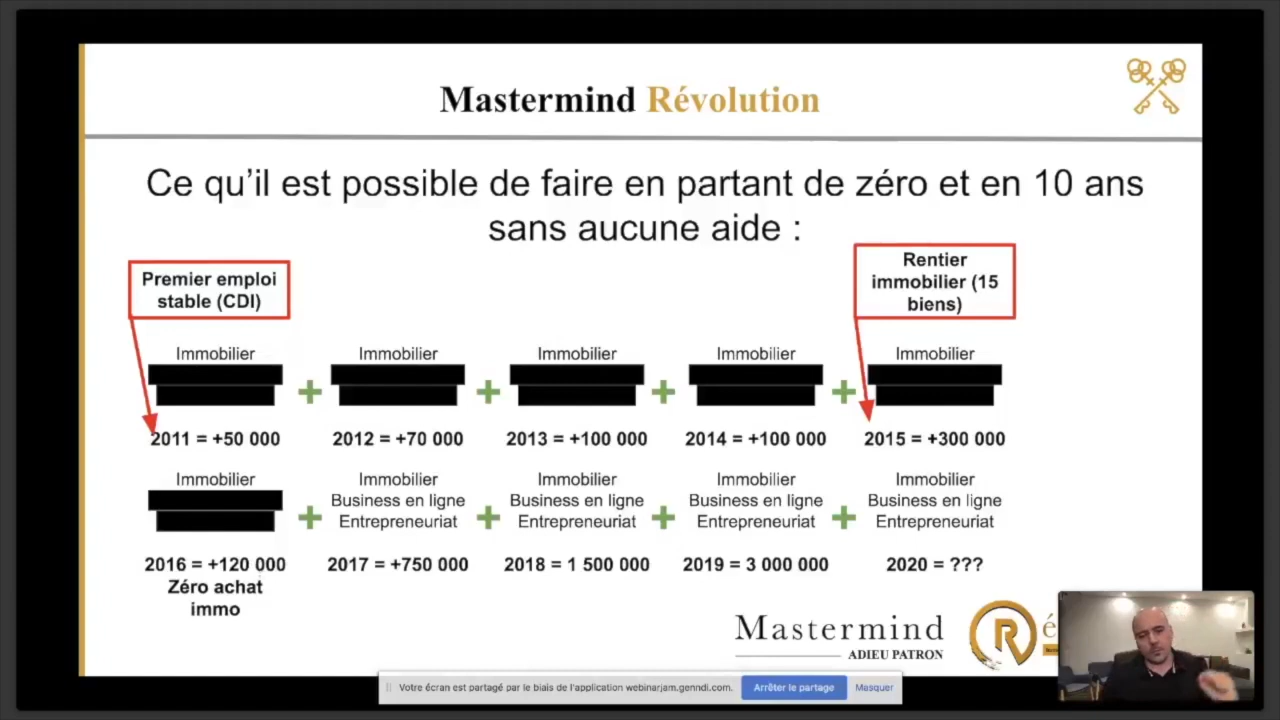 Mastermind Révolution
Ce qu'il est possible de faire en partant de zéro et en 10 ans
sans aucune aide :
Premier emploi
stable (CDI)
Rentier
immobilier (15
biens)
Immobilier
Immobilier
Immobilier
Immobilier
Immobilier
2011 = +50 000
2012 = +70 000
2013 = +100 000
2014 = +100 000
2015 = +300 000
Immobilier
2016 = +120 000
Zéro achat
immo
Immobilier
Business en ligne
Entrepreneuriat
2017 = +750 000
Immobilier
Business en ligne
Entrepreneuriat
2018 = 1 500 000
Immobilier
Business en ligne
Entrepreneuriat
2019 = 3 000 000
Immobilier
Business en ligne
Entrepreneuriat
2020 = ???
Mastermind
ADIEU PATRON
R
Votre écran est partagé par le biais de l'application webinarjam.genndi.com.
Arrêter le partage
Masquer